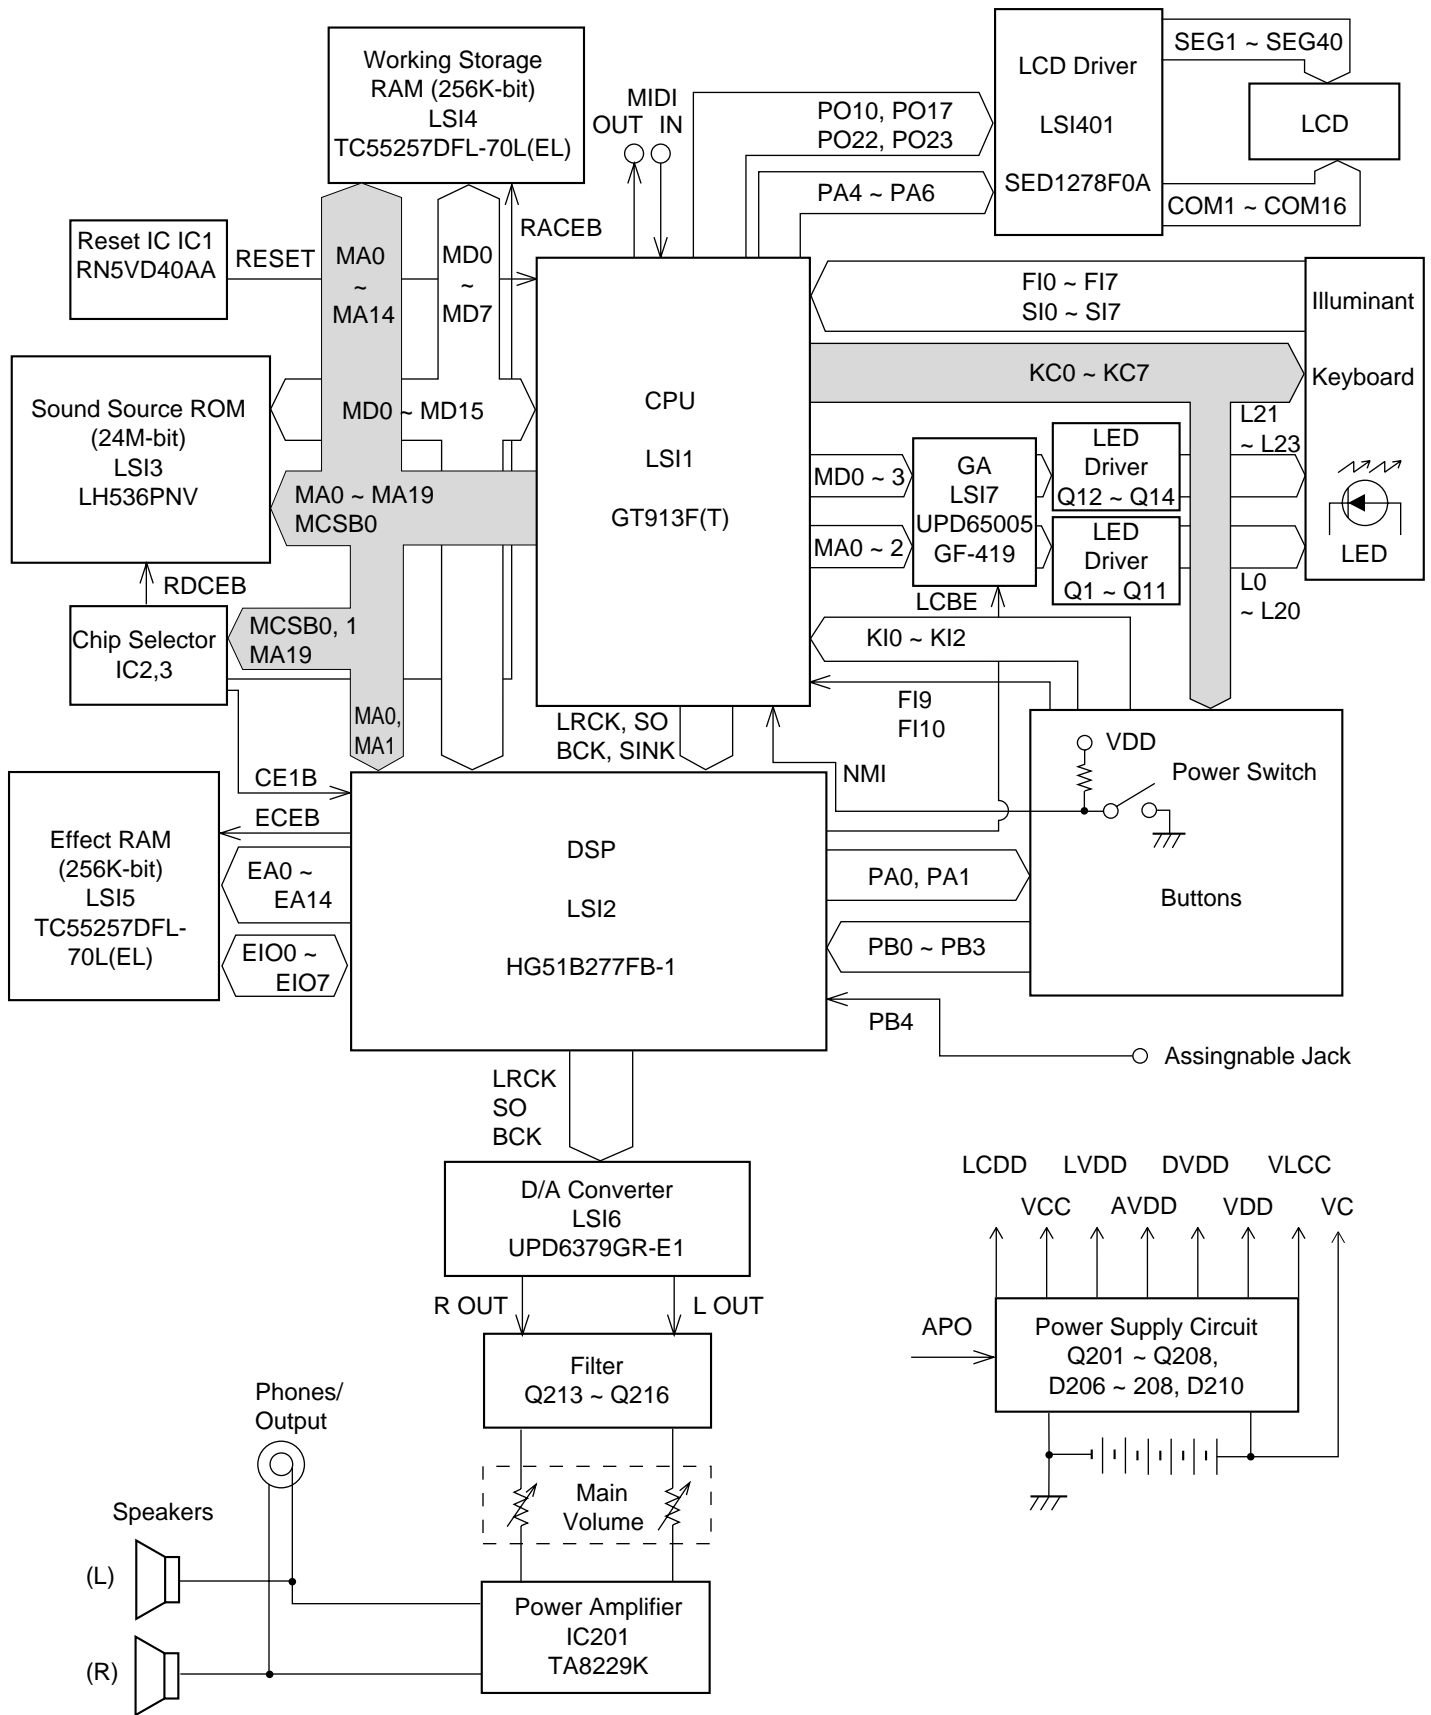 Working Storage
RAM (256K-bit)
LSI4
TC55257DFL-70L(EL)
MIDI
OUT IN
PO10, PO17
PO22, PO23
PA4 ~ PA6
LCD Driver
LSI401
SED1278F0A
SEG1 ~ SEG40
LCD
COM1 ~ COM16
Reset IC IC1
RN5VD40AA
RESET
MA0
~
MA14
MD0
~
MD7
RACEB
CPU
LSI1
GT913F(T)
FI0 ~ FI7
SI0 ~ SI7
KC0 ~ KC7
Illuminant
Keyboard
LED
L21
~ L23
L0
~ L20
Sound Source ROM
(24M-bit)
LSI3
LH536PNV
MD0 ~ MD15
MA0 ~ MA19
MCSB0
MD0 ~ 3
MA0 ~ 2
GA
LSI7
UPD65005
GF-419
LED
Driver
Q12 ~ Q14
LED
Driver
Q1 ~ Q11
RDCEB
Chip Selector
IC2,3
MCSB0, 1
MA19
MA0,
MA1
LCBE
KI0 ~ KI2
FI9
FI10
NMI
LRCK, SO
BCK, SINK
VDD
Power Switch
Buttons
CE1B
ECEB
Effect RAM
(256K-bit)
LSI5
TC55257DFL-
70L(EL)
EA0 ~
EA14
EIO0 ~
EIO7
DSP
LSI2
HG51B277FB-1
PA0, PA1
PB0 ~ PB3
PB4
Assingnable Jack
LRCK
SO
BCK
D/A Converter
LSI6
UPD6379GR-E1
R OUT
L OUT
Filter
Q213 ~ Q216
Main
Volume
Power Amplifier
IC201
TA8229K
Phones/
Output
Speakers
(L)
(R)
LCDD LVDD DVDD VLCC
VCC AVDD VDD VC
APO
Power Supply Circuit
Q201 ~ Q208,
D206 ~ 208, D210